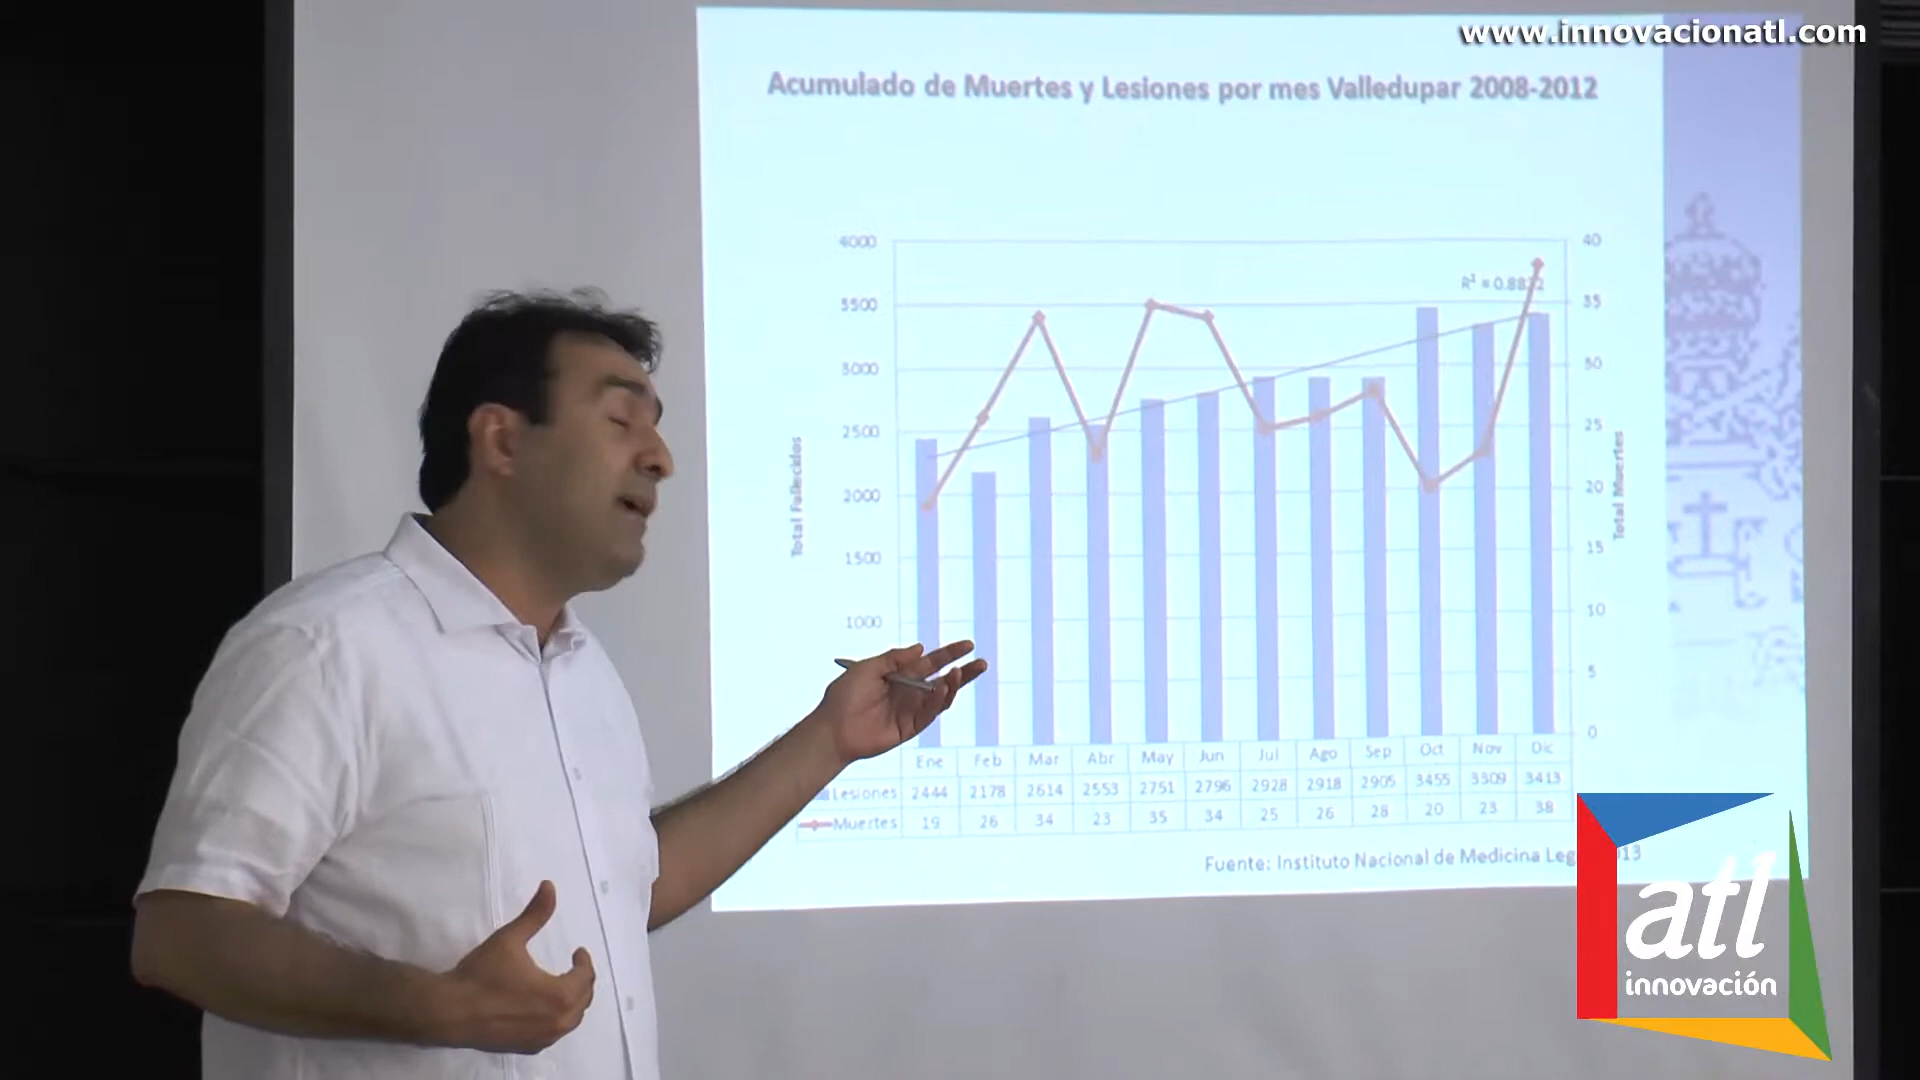 www.innovacionatl.com
Acumulado de Muertes y Lesiones por mes Valledupar 2008-2012
4000
3500
3000
2500
2000
1500
1000
Total Fallecidos
R² = 0.88
40
35
30
25
20
15
10
5
0
Total Muertes
Ene Feb Mar Abr May Jun Jul Ago Sep Oct Nov Dic
Lesiones 2444 2178 2614 2553 2751 2796 2928 2918 2905 3455 3309 3413
Muertes 19 26 34 23 35 34 25 26 28 20 23 38
Fuente: Instituto Nacional de Medicina
atl
innovación